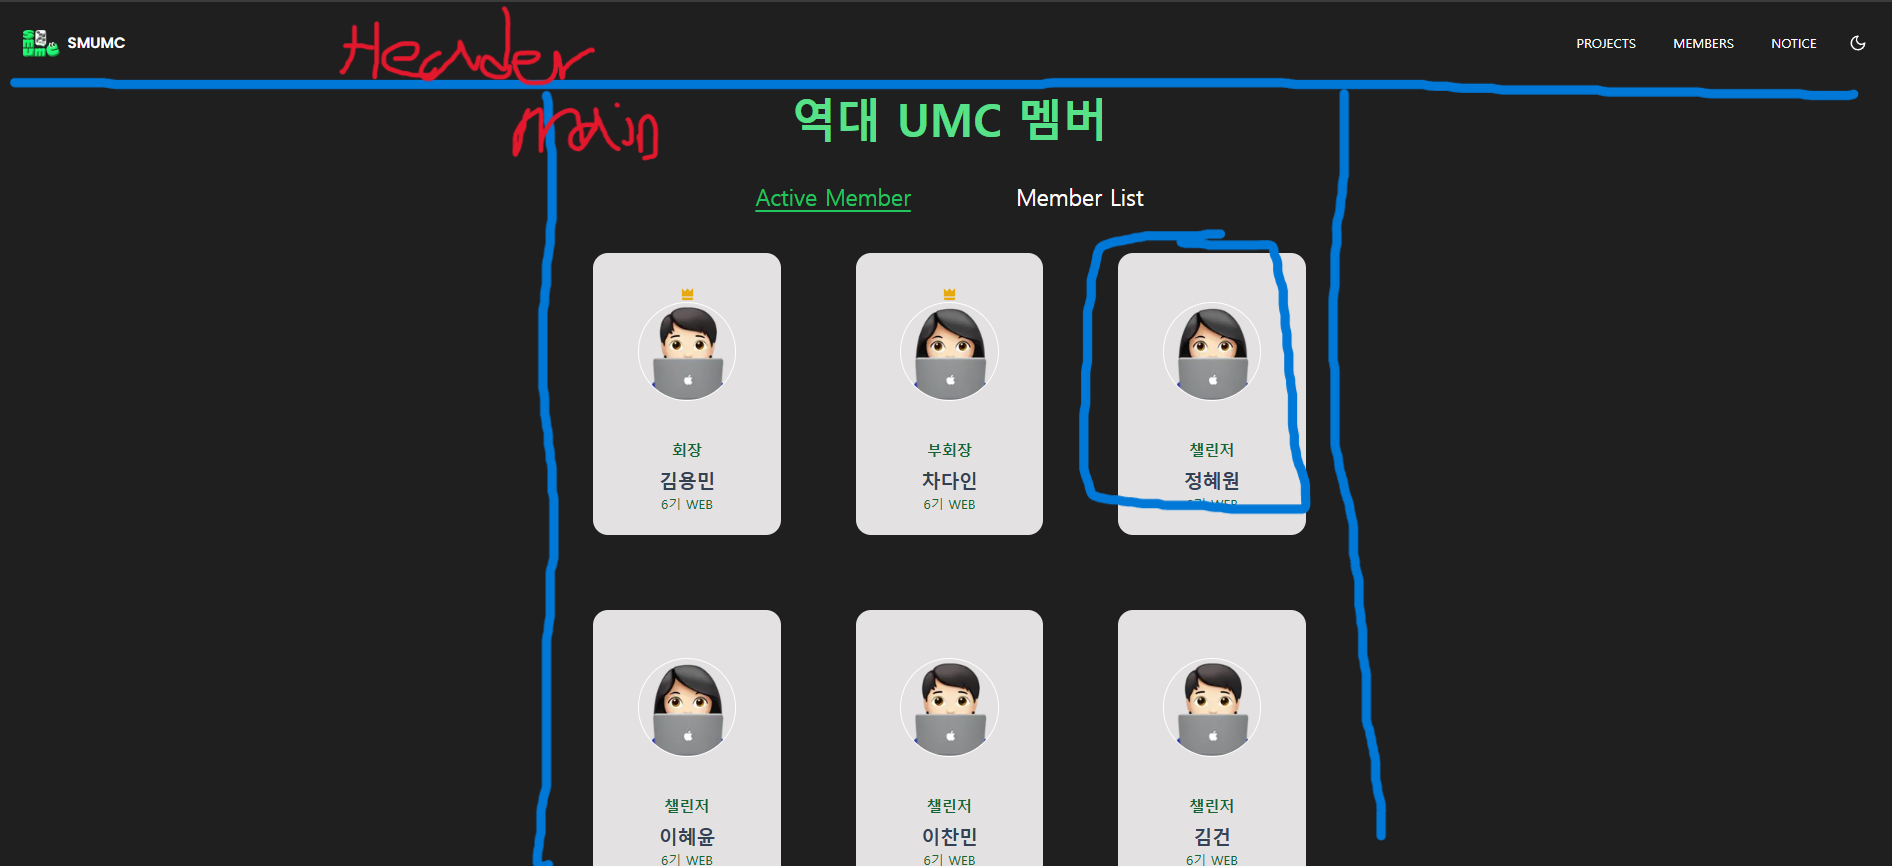 SMUMC
Header
PROJECTS MEMBERS NOTICE
main
역대 UMC 멤버
Active Member Member List
회장 부회장 챌린저
김용민 차다인 정혜원
6기 WEB 6기 WEB 6기 WEB
챌린저 챌린저 챌린저
이혜윤 이찬민 김건
6기 WEB 6기 WEB 6기 WEB